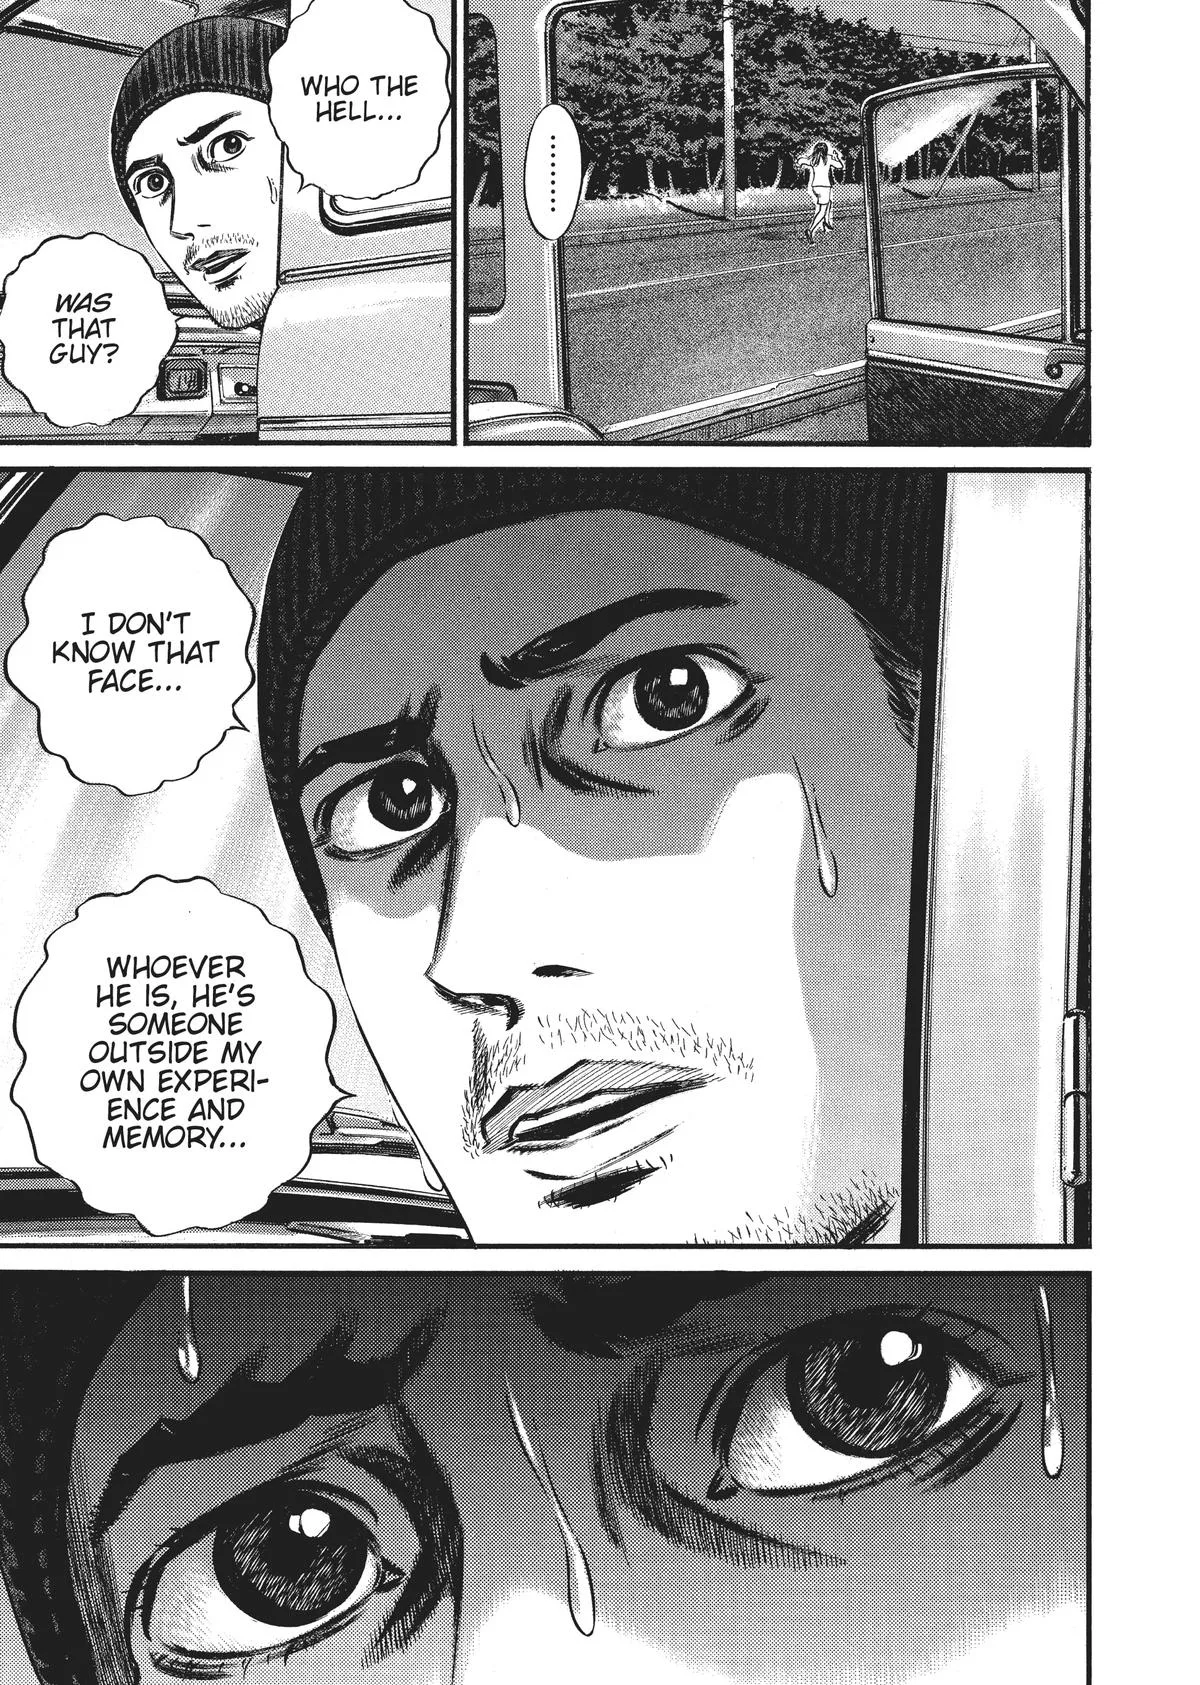 .........
WHO THE
HELL...
WAS
THAT
GUY?
I DON'T
KNOW THAT
FACE...
WHOEVER
HE IS, HE'S
SOMEONE
OUTSIDE MY
OWN EXPERI-
ENCE AND
MEMORY...